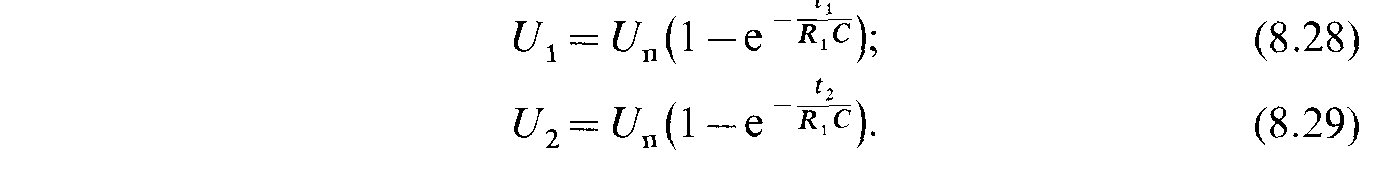 U₁ = Uₙ(1 − e^{−t₁/(R₁C)}); (8.28)
U₂ = Uₙ(1 − e^{−t₂/(R₁C)}). (8.29)